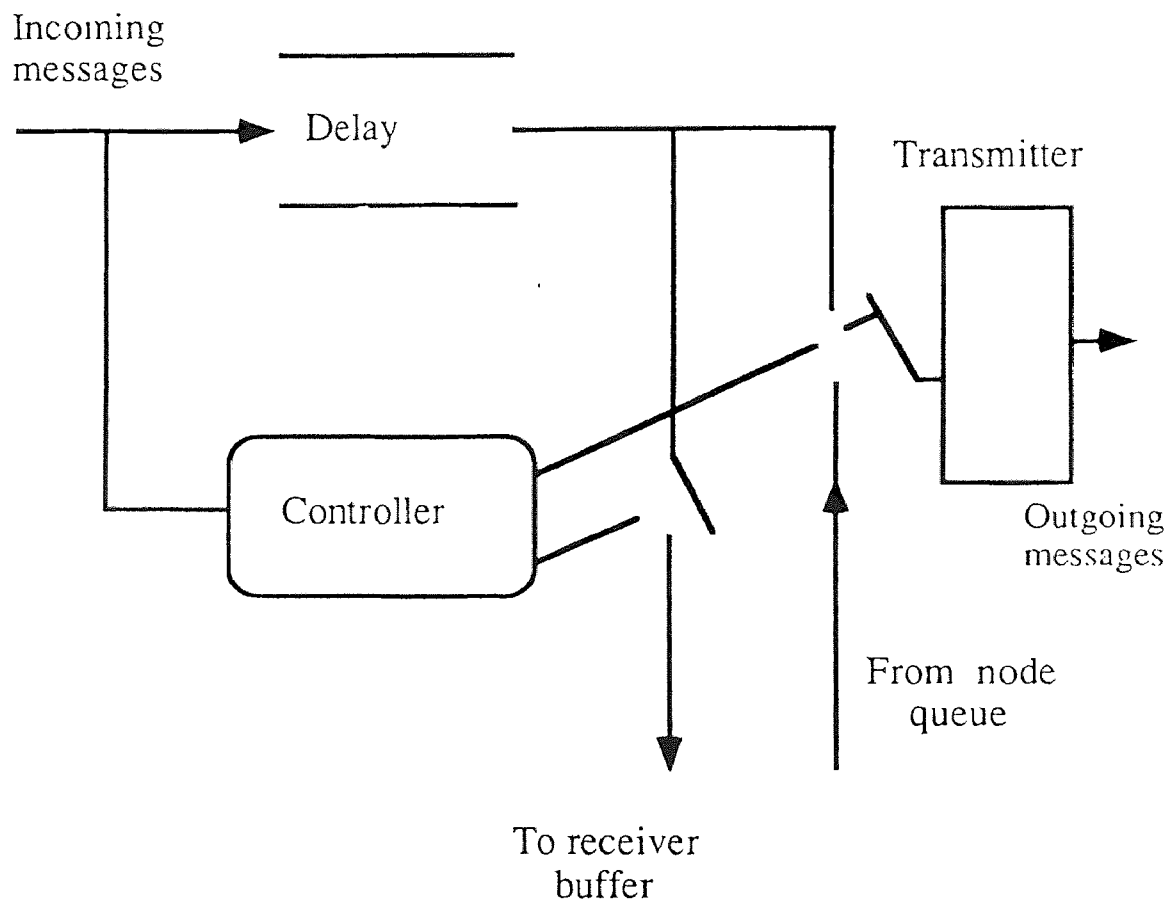 Incoming
messages
Delay
Transmitter
Controller
Outgoing
messages
From node
queue
To receiver
buffer